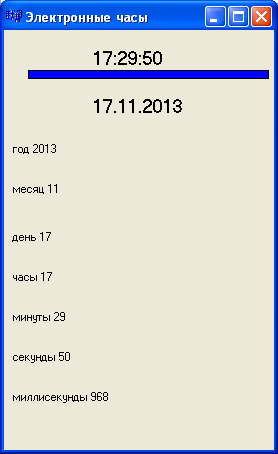 Электронные часы
17:29:50
17.11.2013
год 2013
месяц 11
день 17
часы 17
минуты 29
секунды 50
миллисекунды 968